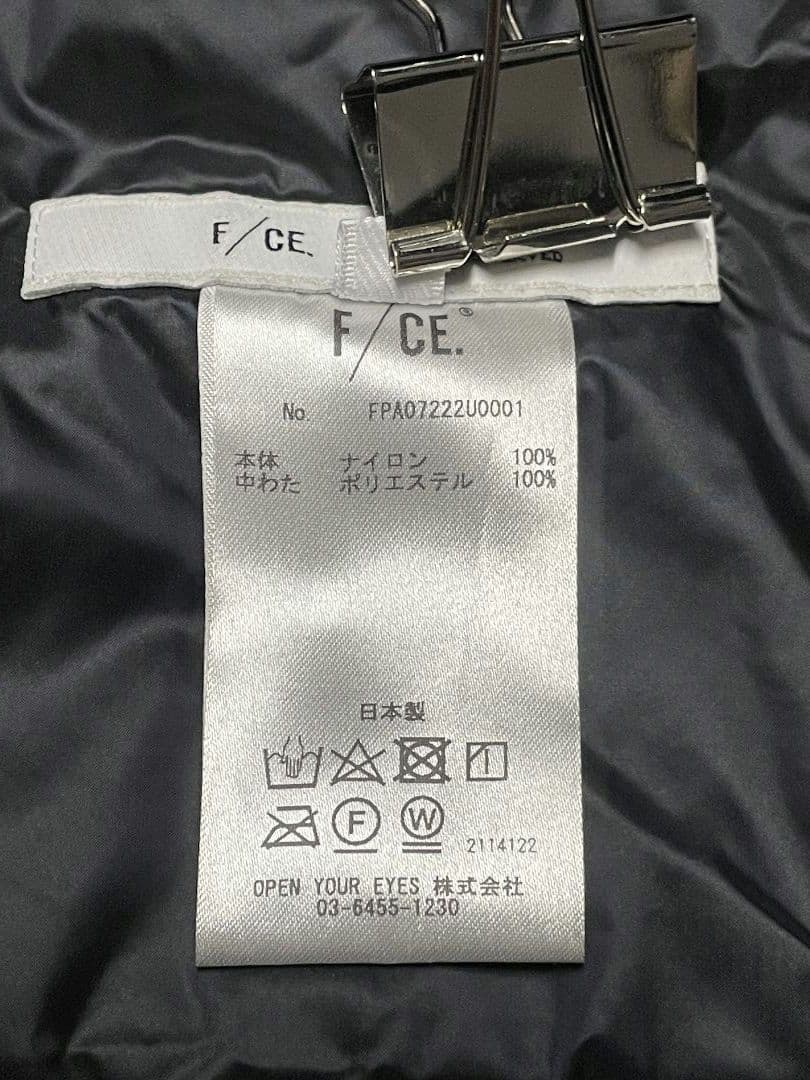 F/CE.
F/CE.®
No. FPA07222U0001
本体 ナイロン 100%
中わた ポリエステル 100%
日本製
F W 2114122
OPEN YOUR EYES 株式会社
03-6455-1230